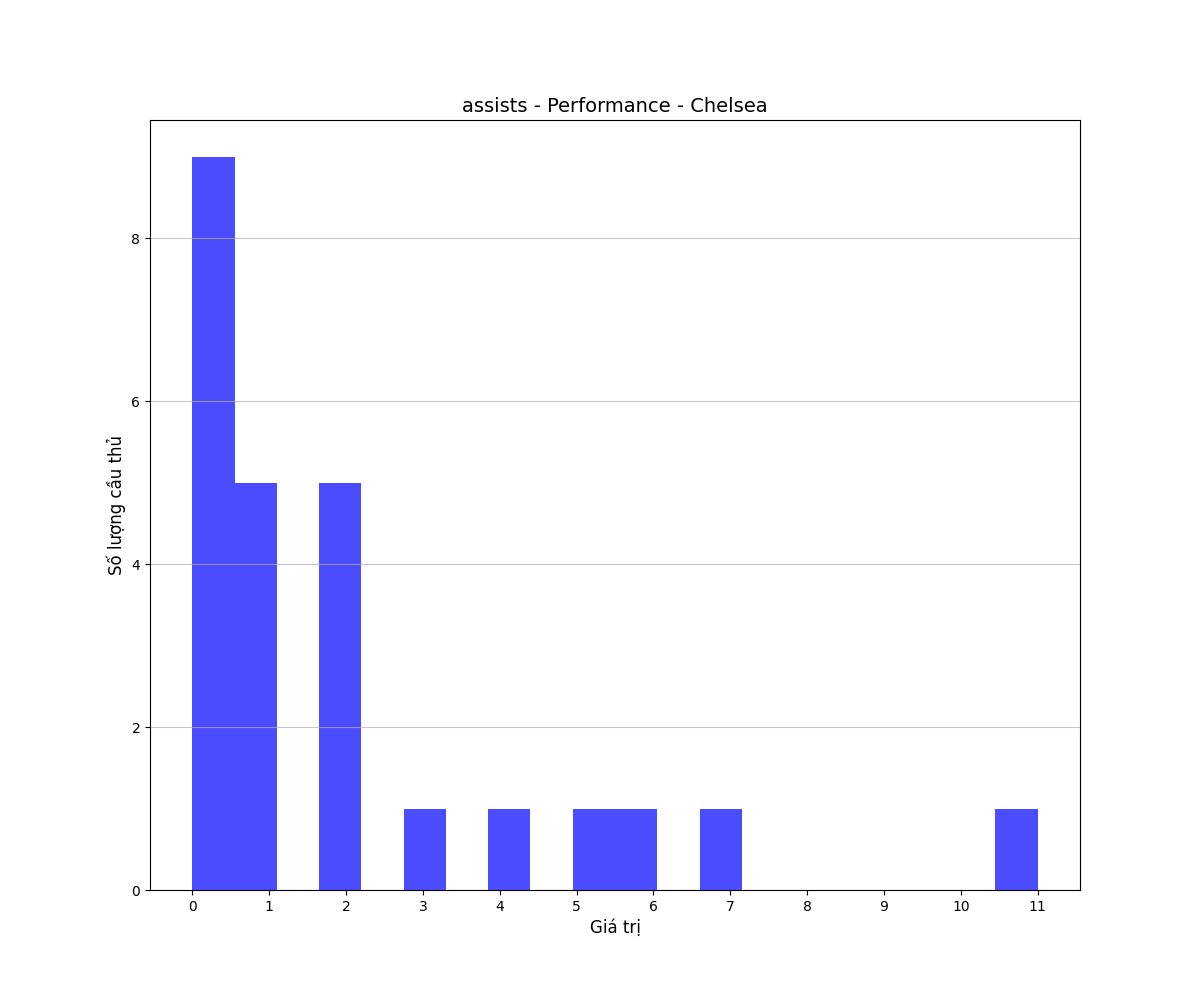 assists - Performance - Chelsea
8
6
4
2
0
Số lượng cầu thủ
0 1 2 3 4 5 6 7 8 9 10 11
Giá trị